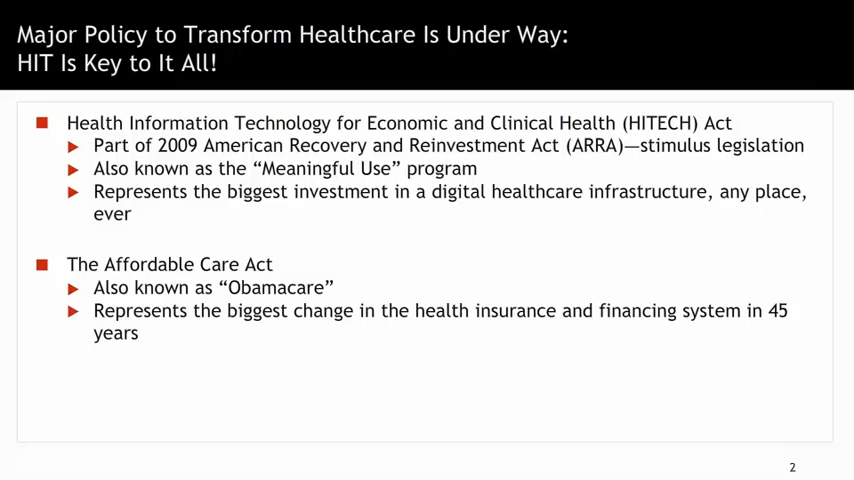 Major Policy to Transform Healthcare Is Under Way:
HIT Is Key to It All!
Health Information Technology for Economic and Clinical Health (HITECH) Act
Part of 2009 American Recovery and Reinvestment Act (ARRA)—stimulus legislation
Also known as the “Meaningful Use” program
Represents the biggest investment in a digital healthcare infrastructure, any place,
ever
The Affordable Care Act
Also known as “Obamacare”
Represents the biggest change in the health insurance and financing system in 45
years
2